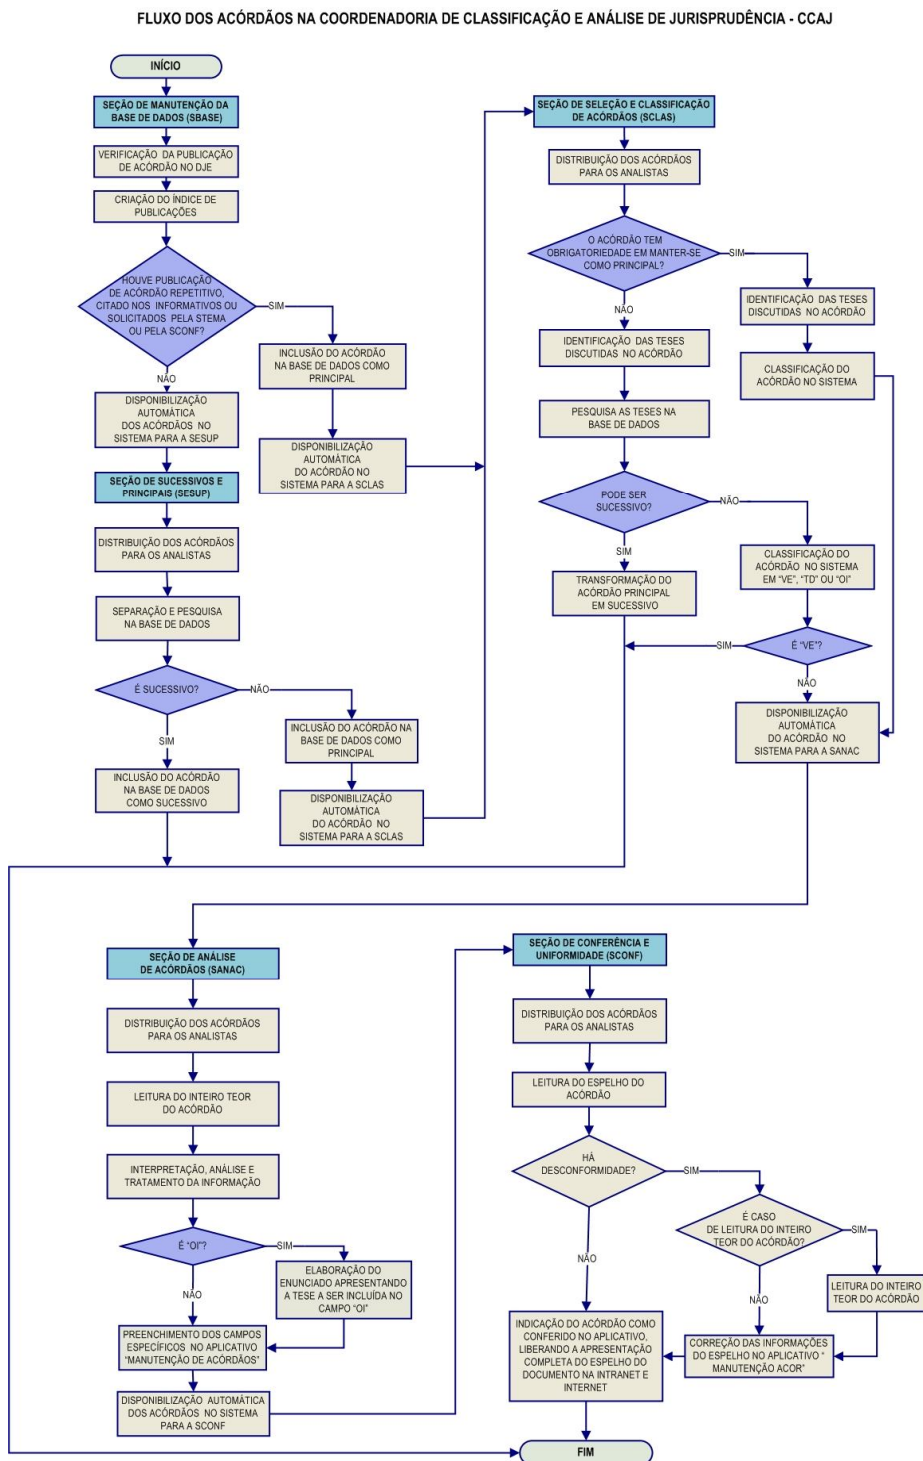 FLUXO DOS ACÓRDÃOS NA COORDENADORIA DE CLASSIFICAÇÃO E ANÁLISE DE JURISPRUDÊNCIA - CCAJ
INÍCIO
SEÇÃO DE MANUTENÇÃO DA
BASE DE DADOS (SBASE)
VERIFICAÇÃO DA PUBLICAÇÃO
DE ACÓRDÃO NO DJE
CRIAÇÃO DO ÍNDICE DE
PUBLICAÇÕES
HOUVE PUBLICAÇÃO
DE ACÓRDÃO REPETITIVO,
CITADO NOS INFORMATIVOS OU
SOLICITADOS PELA STEMA
OU PELA SCONF?
SIM
NÃO
INCLUSÃO DO ACÓRDÃO
NA BASE DE DADOS COMO
PRINCIPAL
DISPONIBILIZAÇÃO
AUTOMÁTICA
DO ACÓRDÃO NO
SISTEMA PARA A SCLAS
DISPONIBILIZAÇÃO
AUTOMÁTICA
DOS ACÓRDÃOS NO
SISTEMA PARA A SESUP
SEÇÃO DE SUCESSIVOS E
PRINCIPAIS (SESUP)
DISTRIBUIÇÃO DOS ACÓRDÃOS
PARA OS ANALISTAS
SEPARAÇÃO E PESQUISA
NA BASE DE DADOS
É SUCESSIVO?
NÃO
SIM
INCLUSÃO DO ACÓRDÃO NA
BASE DE DADOS COMO
PRINCIPAL
DISPONIBILIZAÇÃO
AUTOMÁTICA
DO ACÓRDÃO NO
SISTEMA PARA A SCLAS
INCLUSÃO DO ACÓRDÃO
NA BASE DE DADOS
COMO SUCESSIVO
SEÇÃO DE SELEÇÃO E CLASSIFICAÇÃO
DE ACÓRDÃOS (SCLAS)
DISTRIBUIÇÃO DOS ACÓRDÃOS
PARA OS ANALISTAS
O ACÓRDÃO TEM
OBRIGATORIEDADE EM MANTER-SE
COMO PRINCIPAL?
SIM
NÃO
IDENTIFICAÇÃO DAS TESES
DISCUTIDAS NO ACÓRDÃO
CLASSIFICAÇÃO DO
ACÓRDÃO NO SISTEMA
IDENTIFICAÇÃO DAS TESES
DISCUTIDAS NO ACÓRDÃO
PESQUISA AS TESES NA
BASE DE DADOS
PODE SER
SUCESSIVO?
NÃO
SIM
CLASSIFICAÇÃO DO
ACÓRDÃO NO SISTEMA
EM “VE”, “TD” OU “OI”
TRANSFORMAÇÃO DO
ACÓRDÃO PRINCIPAL
EM SUCESSIVO
É “VE”?
SIM
NÃO
DISPONIBILIZAÇÃO
AUTOMÁTICA
DO ACÓRDÃO NO
SISTEMA PARA A SANAC
SEÇÃO DE ANÁLISE
DE ACÓRDÃOS (SANAC)
DISTRIBUIÇÃO DOS ACÓRDÃOS
PARA OS ANALISTAS
LEITURA DO INTEIRO TEOR
DO ACÓRDÃO
INTERPRETAÇÃO, ANÁLISE E
TRATAMENTO DA INFORMAÇÃO
É “OI”?
SIM
NÃO
ELABORAÇÃO DO
ENUNCIADO APRESENTANDO
A TESE A SER INCLUÍDA NO
CAMPO “OI”
PREENCHIMENTO DOS CAMPOS
ESPECÍFICOS NO APLICATIVO
“MANUTENÇÃO DE ACÓRDÃOS”
DISPONIBILIZAÇÃO AUTOMÁTICA
DOS ACÓRDÃOS NO SISTEMA
PARA A SCONF
SEÇÃO DE CONFERÊNCIA E
UNIFORMIDADE (SCONF)
DISTRIBUIÇÃO DOS ACÓRDÃOS
PARA OS ANALISTAS
LEITURA DO ESPELHO DO
ACÓRDÃO
HÁ
DESCONFORMIDADE?
SIM
NÃO
É CASO
DE LEITURA DO INTEIRO
TEOR DO ACÓRDÃO?
SIM
NÃO
LEITURA DO INTEIRO
TEOR DO ACÓRDÃO
CORREÇÃO DAS INFORMAÇÕES
DO ESPELHO NO APLICATIVO “
MANUTENÇÃO ACOR”
INDICAÇÃO DO ACÓRDÃO COMO
CONFERIDO NO APLICATIVO,
LIBERANDO A APRESENTAÇÃO
COMPLETA DO ESPELHO DO
DOCUMENTO NA INTRANET E
INTERNET
FIM